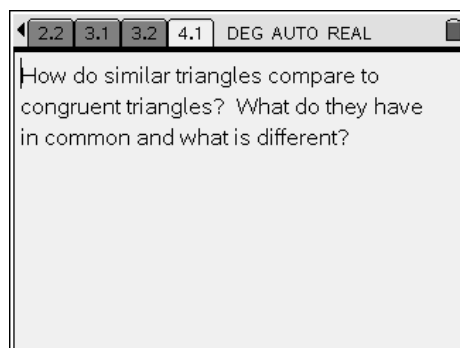 2.2 3.1 3.2 4.1 DEG AUTO REAL
How do similar triangles compare to
congruent triangles? What do they have
in common and what is different?